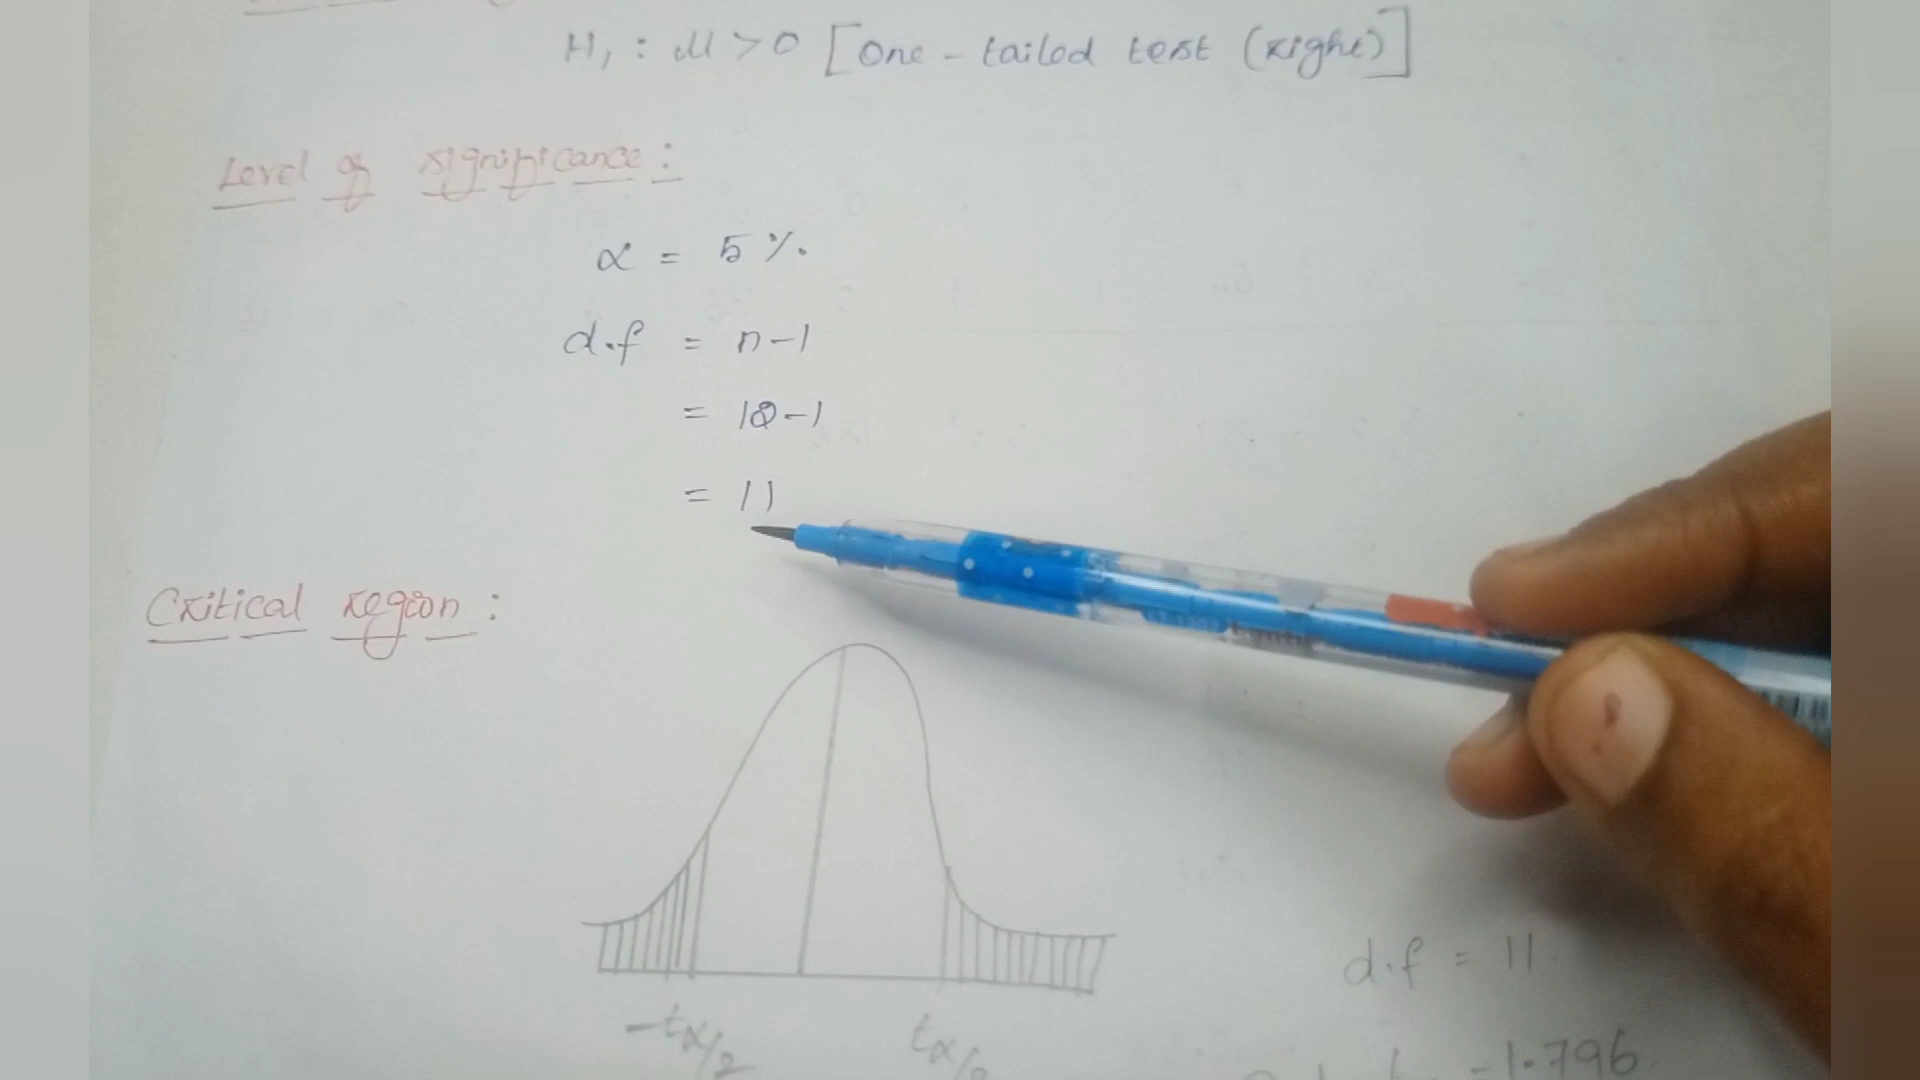 H₁ : μ > 0 [One-tailed test (right)]
Level of significance :
α = 5 %.
d.f = n-1
= 12-1
= 11
Critical region :
-tα/2
tα/2
d.f = 11
= 1.796